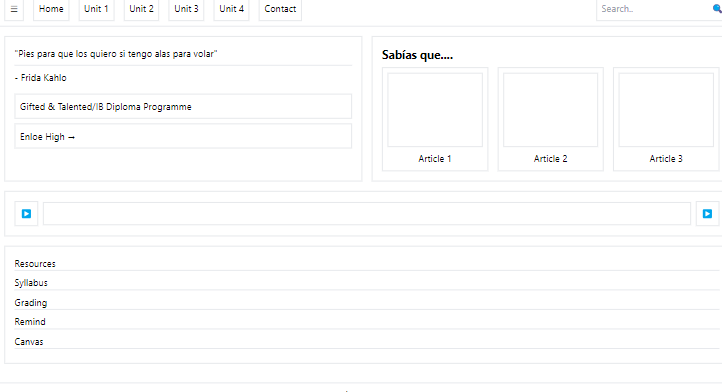 ☰ Home Unit 1 Unit 2 Unit 3 Unit 4 Contact Search..
"Pies para que los quiero si tengo alas para volar"
- Frida Kahlo
Gifted & Talented/IB Diploma Programme
Enloe High →
Sabías que....
Article 1 Article 2 Article 3
Resources
Syllabus
Grading
Remind
Canvas